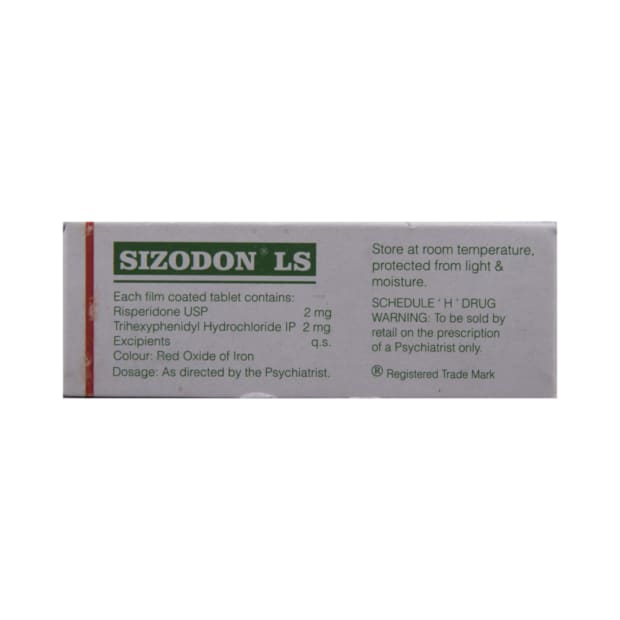 SIZODON® LS
Each film coated tablet contains:
Risperidone USP 2 mg
Trihexyphenidyl Hydrochloride IP 2 mg
Excipients q.s.
Colour: Red Oxide of Iron
Dosage: As directed by the Psychiatrist.
Store at room temperature,
protected from light &
moisture.
SCHEDULE ' H ' DRUG
WARNING: To be sold by
retail on the prescription
of a Psychiatrist only.
® Registered Trade Mark